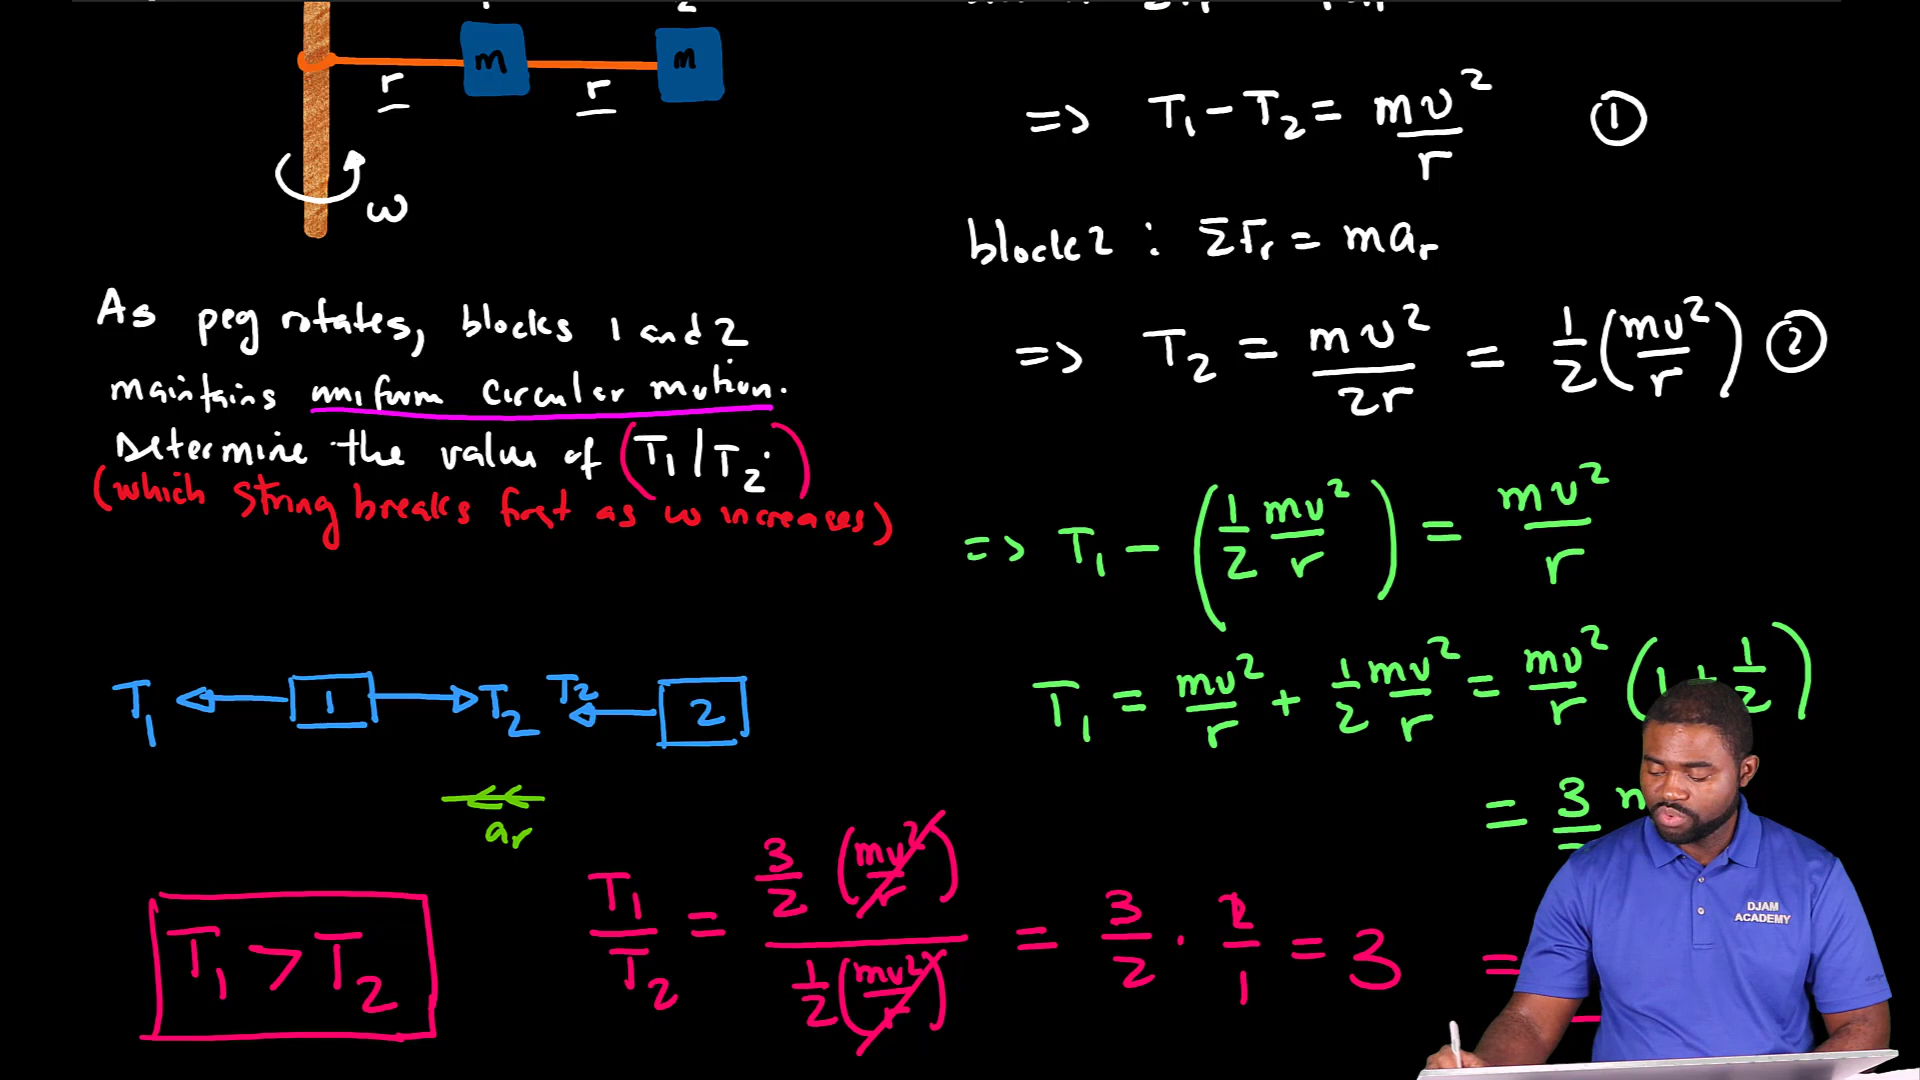 m m
r r
ω
As peg rotates, blocks 1 and 2
maintains uniform circular motion.
Determine the value of (T₁/T₂)
(which string breaks first as ω increases)
T₁ 1 T₂ T₂ 2
aᵣ
T₁ > T₂
=> T₁ - T₂ = mv²/r ①
block 2 : ΣFᵣ = maᵣ
=> T₂ = mv²/2r = 1/2 (mv²/r) ②
=> T₁ - (1/2 mv²/r) = mv²/r
T₁ = mv²/r + 1/2 mv²/r = mv²/r (1 + 1/2)
= 3
T₁/T₂ = 3/2 (mv²/r) / 1/2 (mv²/r) = 3/2 · 2/1 = 3 =
DJAM
ACADEMY